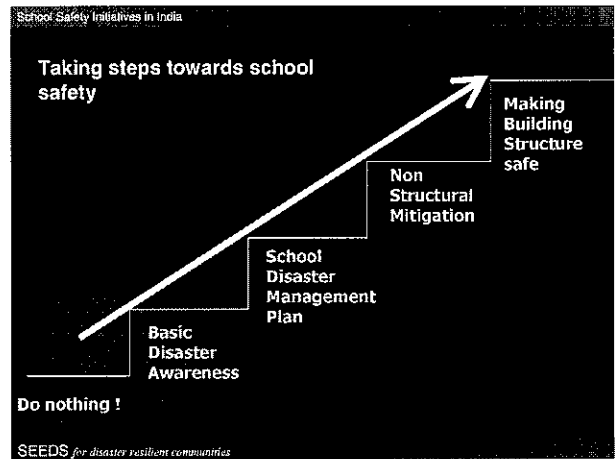 School Safety Initiatives in India
Taking steps towards school
safety
Making
Building
Structure
safe
Non
Structural
Mitigation
School
Disaster
Management
Plan
Basic
Disaster
Awareness
Do nothing !
SEEDS for disaster resilient communities